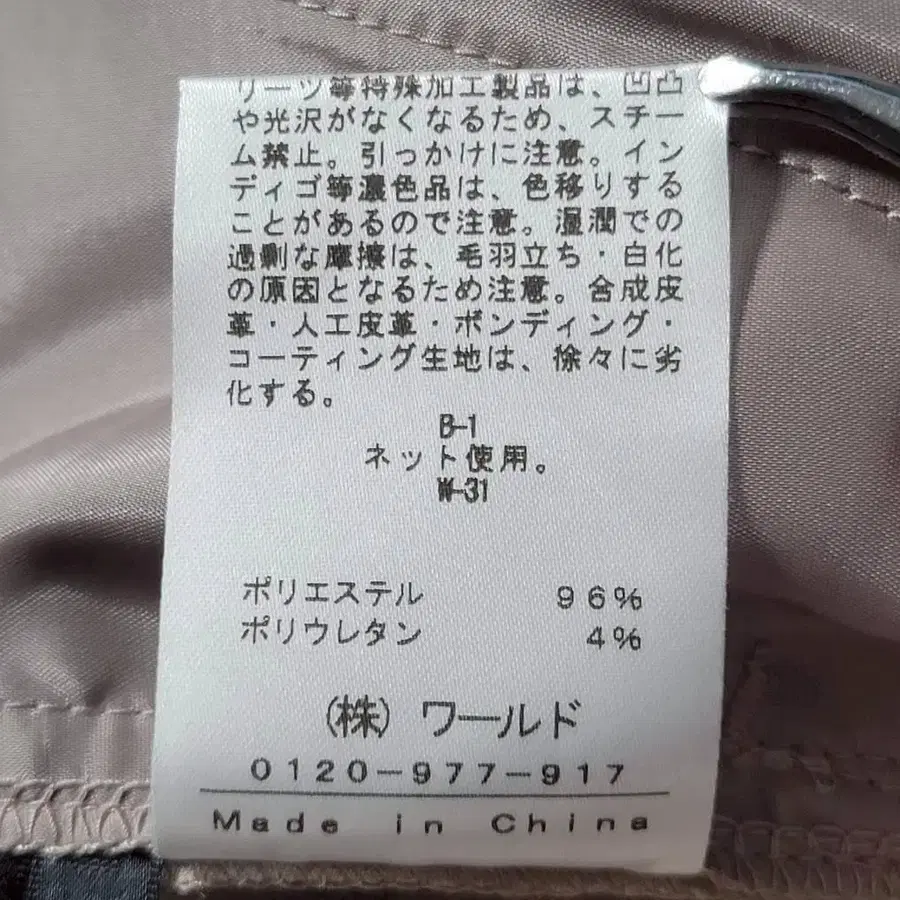 リーツ等特殊加工製品は、凹凸
や光沢がなくなるため、スチー
ム禁止。引っかけに注意。イン
ディゴ等濃色品は、色移りする
ことがあるので注意。湿潤での
過剰な摩擦は、毛羽立ち・白化
の原因となるため注意。合成皮
革・人工皮革・ボンディング・
コーティング生地は、徐々に劣
化する。
B-1
ネット使用。
W-31
ポリエステル 96%
ポリウレタン 4%
(株)ワールド
0120-977-917
Made in China